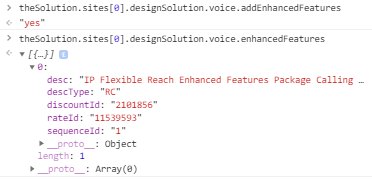 > theSolution.sites[0].designSolution.voice.addEnhancedFeatures
< "yes"
> theSolution.sites[0].designSolution.voice.enhancedFeatures
< ▼ [{…}] i
▼ 0:
desc: "IP Flexible Reach Enhanced Features Package Calling …
descType: "RC"
discountId: "2101856"
rateId: "11539593"
sequenceId: "1"
▶ __proto__: Object
length: 1
▶ __proto__: Array(0)